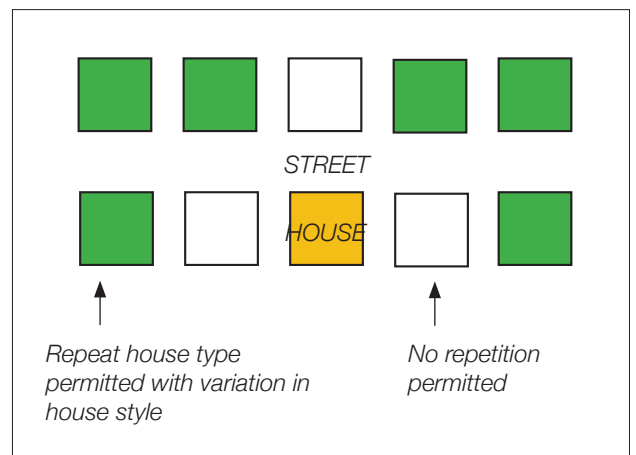 STREET
HOUSE
Repeat house type
permitted with variation in
house style
No repetition
permitted